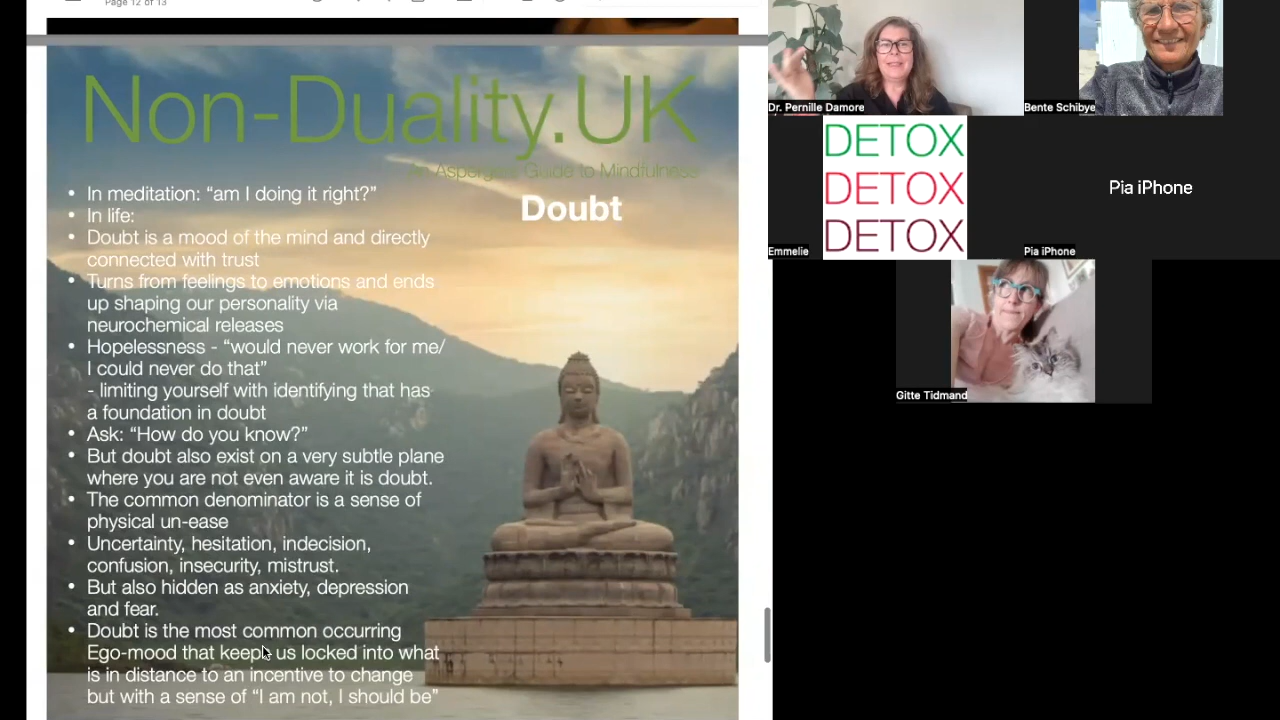 Page 12 of 13
Non-Duality.UK
An Aspergers Guide to Mindfulness
Doubt
• In meditation: “am I doing it right?”
• In life:
• Doubt is a mood of the mind and directly
connected with trust
• Turns from feelings to emotions and ends
up shaping our personality via
neurochemical releases
• Hopelessness - “would never work for me/
I could never do that”
- limiting yourself with identifying that has
a foundation in doubt
• Ask: “How do you know?”
• But doubt also exist on a very subtle plane
where you are not even aware it is doubt.
• The common denominator is a sense of
physical un-ease
• Uncertainty, hesitation, indecision,
confusion, insecurity, mistrust.
• But also hidden as anxiety, depression
and fear.
• Doubt is the most common occurring
Ego-mood that keeps us locked into what
is in distance to an incentive to change
but with a sense of “I am not, I should be”
Dr. Pernille Damore
Bente Schibye
DETOX
DETOX
DETOX
Emmelie
Pia iPhone
Pia iPhone
Gitte Tidmand